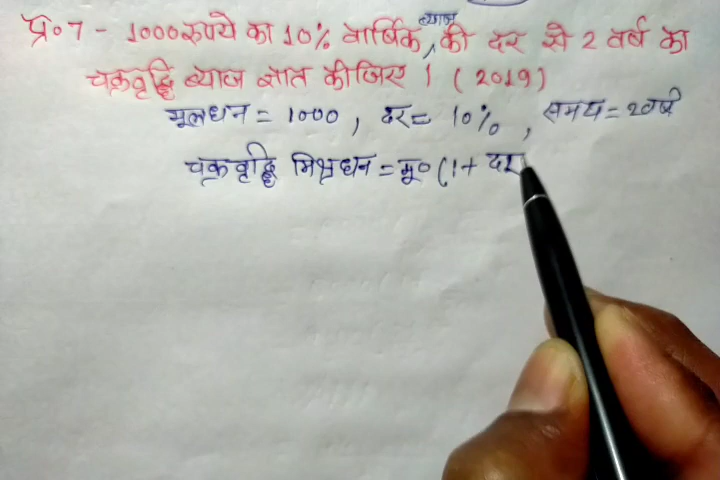 प्र०7 - 1000रुपये का 10% वार्षिक ब्याज की दर से 2 वर्ष का
चक्रवृद्धि ब्याज ज्ञात कीजिए । (2019)
मूलधन = 1000, दर = 10%, समय = 2वर्ष
चक्रवृद्धि मिश्रधन = मू० (1+ दर